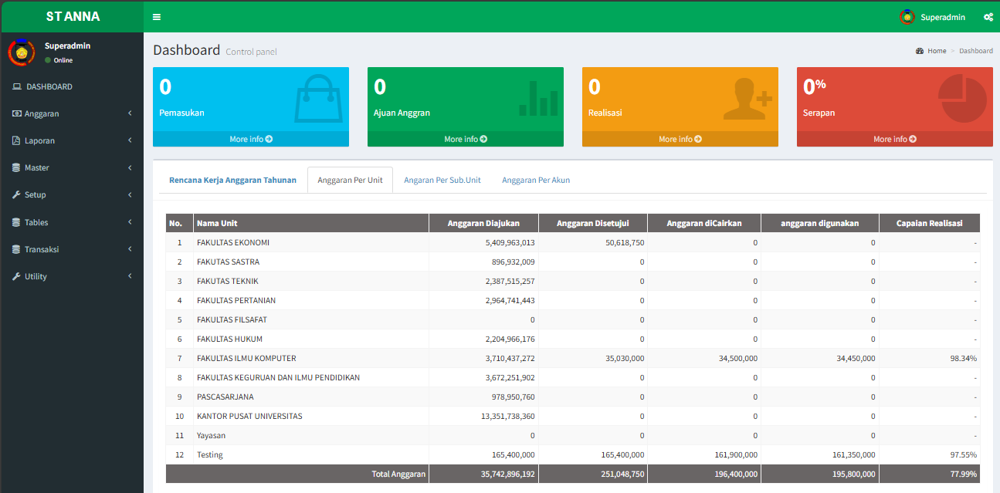 ST ANNA
Superadmin
Superadmin
Online
DASHBOARD
Anggaran
Laporan
Master
Setup
Tables
Transaksi
Utility
Dashboard Control panel
Home > Dashboard
0
Pemasukan
More info
0
Ajuan Anggran
More info
0
Realisasi
More info
0%
Serapan
More info
Rencana Kerja Anggaran Tahunan Anggaran Per Unit Angaran Per Sub.Unit Anggaran Per Akun
No. Nama Unit Anggaran Diajukan Anggaran Disetujui Anggaran diCairkan anggaran digunakan Capaian Realisasi
1 FAKULTAS EKONOMI 5,409,963,013 50,618,750 0 0 -
2 FAKUTAS SASTRA 896,932,009 0 0 0 -
3 FAKUTAS TEKNIK 2,387,515,257 0 0 0 -
4 FAKULTAS PERTANIAN 2,964,741,443 0 0 0 -
5 FAKULTAS FILSAFAT 0 0 0 0 -
6 FAKULTAS HUKUM 2,204,966,176 0 0 0 -
7 FAKULTAS ILMU KOMPUTER 3,710,437,272 35,030,000 34,500,000 34,450,000 98.34%
8 FAKULTAS KEGURUAN DAN ILMU PENDIDIKAN 3,672,251,902 0 0 0 -
9 PASCASARJANA 978,950,760 0 0 0 -
10 KANTOR PUSAT UNIVERSITAS 13,351,738,360 0 0 0 -
11 Yayasan 0 0 0 0 -
12 Testing 165,400,000 165,400,000 161,900,000 161,350,000 97.55%
Total Anggaran 35,742,896,192 251,048,750 196,400,000 195,800,000 77.99%